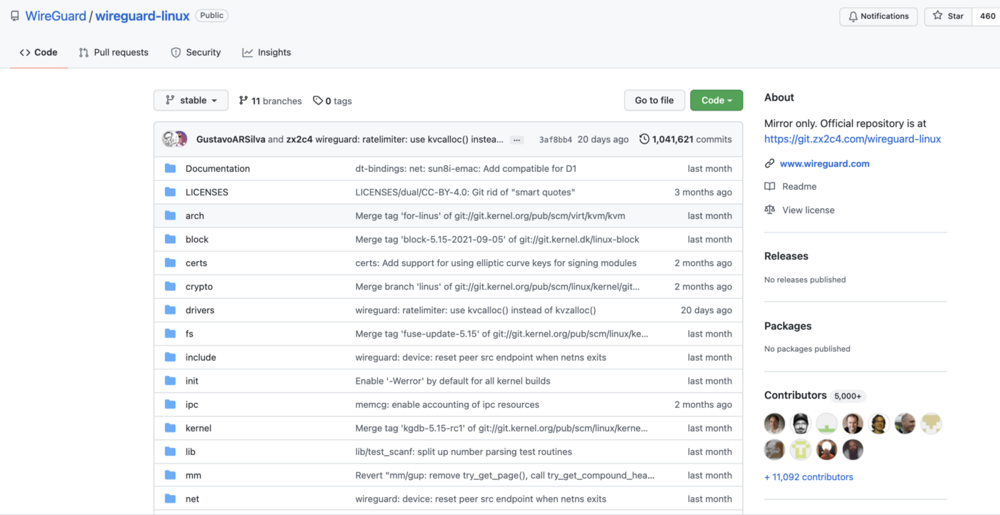 WireGuard / wireguard-linux Public
Notifications Star 460
Code Pull requests Security Insights
stable 11 branches 0 tags Go to file Code
GustavoARSilva and zx2c4 wireguard: ratelimiter: use kvcalloc() instea... ... 3af8bb4 20 days ago 1,041,621 commits
Documentation dt-bindings: net: sun8i-emac: Add compatible for D1 last month
LICENSES LICENSES/dual/CC-BY-4.0: Git rid of "smart quotes" 3 months ago
arch Merge tag 'for-linus' of git://git.kernel.org/pub/scm/virt/kvm/kvm last month
block Merge tag 'block-5.15-2021-09-05' of git://git.kernel.dk/linux-block last month
certs certs: Add support for using elliptic curve keys for signing modules 2 months ago
crypto Merge branch 'linus' of git://git.kernel.org/pub/scm/linux/kernel/git... 2 months ago
drivers wireguard: ratelimiter: use kvcalloc() instead of kvzalloc() 20 days ago
fs Merge tag 'fuse-update-5.15' of git://git.kernel.org/pub/scm/linux/ke... last month
include wireguard: device: reset peer src endpoint when netns exits last month
init Enable '-Werror' by default for all kernel builds last month
ipc memcg: enable accounting of ipc resources 2 months ago
kernel Merge tag 'kgdb-5.15-rc1' of git://git.kernel.org/pub/scm/linux/kerne... last month
lib lib/test_scanf: split up number parsing test routines last month
mm Revert "mm/gup: remove try_get_page(), call try_get_compound_hea... last month
net wireguard: device: reset peer src endpoint when netns exits last month
About
Mirror only. Official repository is at
https://git.zx2c4.com/wireguard-linux
www.wireguard.com
Readme
View license
Releases
No releases published
Packages
No packages published
Contributors 5,000+
+ 11,092 contributors